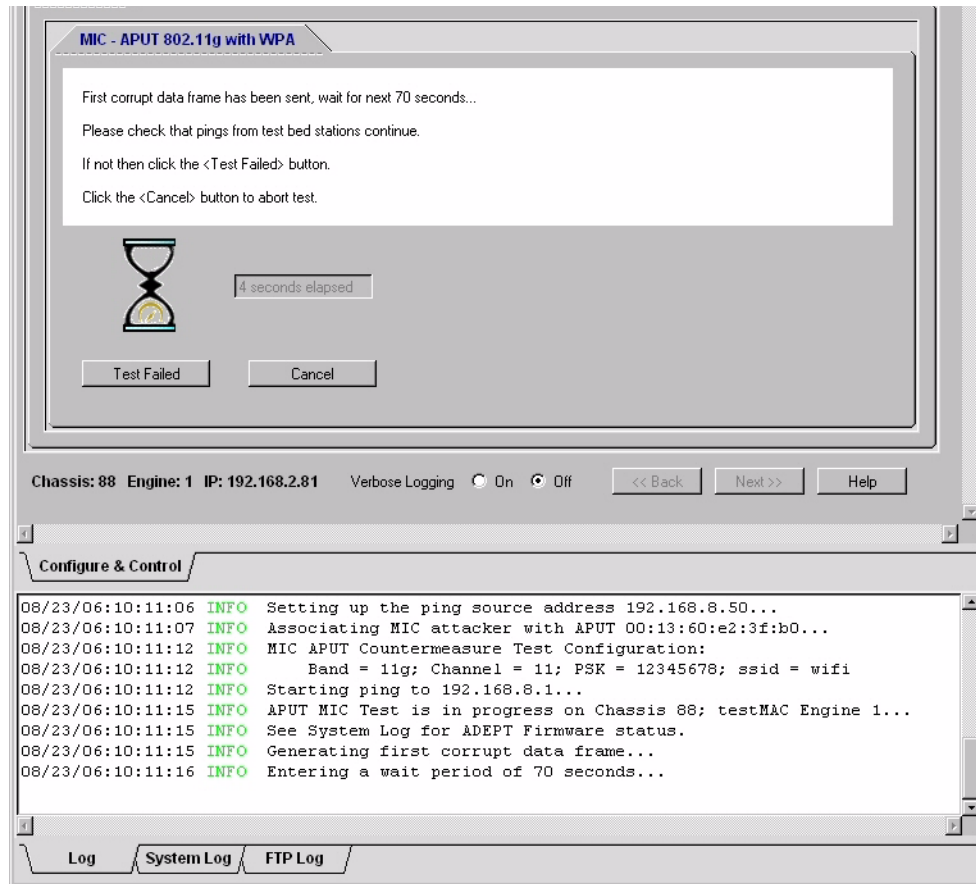 MIC - APUT 802.11g with WPA
First corrupt data frame has been sent, wait for next 70 seconds...
Please check that pings from test bed stations continue.
If not then click the <Test Failed> button.
Click the <Cancel> button to abort test.
4 seconds elapsed
Test Failed Cancel
Chassis: 88 Engine: 1 IP: 192.168.2.81 Verbose Logging On Off << Back Next >> Help
Configure & Control
08/23/06:10:11:06 INFO Setting up the ping source address 192.168.8.50...
08/23/06:10:11:07 INFO Associating MIC attacker with APUT 00:13:60:e2:3f:b0...
08/23/06:10:11:12 INFO MIC APUT Countermeasure Test Configuration:
08/23/06:10:11:12 INFO Band = 11g; Channel = 11; PSK = 12345678; ssid = wifi
08/23/06:10:11:12 INFO Starting ping to 192.168.8.1...
08/23/06:10:11:15 INFO APUT MIC Test is in progress on Chassis 88; testMAC Engine 1...
08/23/06:10:11:15 INFO See System Log for ADEPT Firmware status.
08/23/06:10:11:15 INFO Generating first corrupt data frame...
08/23/06:10:11:16 INFO Entering a wait period of 70 seconds...
Log System Log FTP Log